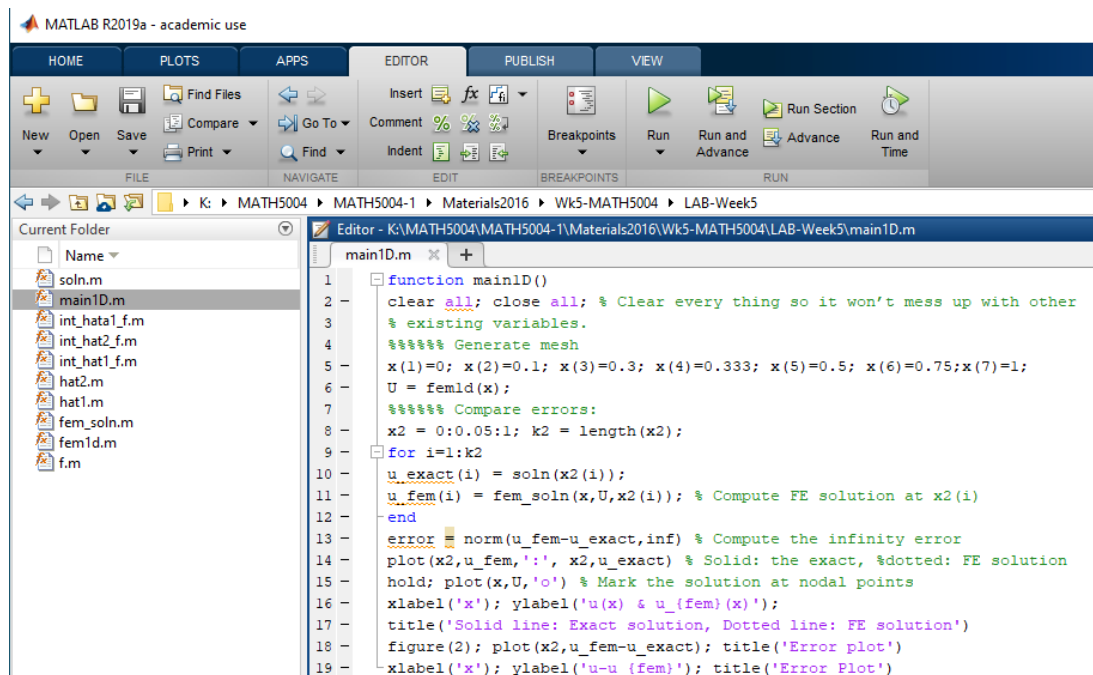 MATLAB R2019a - academic use
HOME PLOTS APPS EDITOR PUBLISH VIEW
New Open Save Find Files Compare Print
Go To Find
Insert fx
Comment
Indent
Breakpoints
Run
Run and Advance
Run Section
Advance
Run and Time
FILE NAVIGATE EDIT BREAKPOINTS RUN
K: MATH5004 MATH5004-1 Materials2016 Wk5-MATH5004 LAB-Week5
Current Folder
Name
soln.m
main1D.m
int_hata1_f.m
int_hat2_f.m
int_hat1_f.m
hat2.m
hat1.m
fem_soln.m
fem1d.m
f.m
Editor - K:\MATH5004\MATH5004-1\Materials2016\Wk5-MATH5004\LAB-Week5\main1D.m
main1D.m
1 function main1D()
2 - clear all; close all; % Clear every thing so it won’t mess up with other
3 % existing variables.
4 %%%%%% Generate mesh
5 - x(1)=0; x(2)=0.1; x(3)=0.3; x(4)=0.333; x(5)=0.5; x(6)=0.75;x(7)=1;
6 - U = fem1d(x);
7 %%%%%% Compare errors:
8 - x2 = 0:0.05:1; k2 = length(x2);
9 - for i=1:k2
10 - u_exact(i) = soln(x2(i));
11 - u_fem(i) = fem_soln(x,U,x2(i)); % Compute FE solution at x2(i)
12 - end
13 - error = norm(u_fem-u_exact,inf) % Compute the infinity error
14 - plot(x2,u_fem,':', x2,u_exact) % Solid: the exact, %dotted: FE solution
15 - hold; plot(x,U,'o') % Mark the solution at nodal points
16 - xlabel('x'); ylabel('u(x) & u_{fem}(x)');
17 - title('Solid line: Exact solution, Dotted line: FE solution')
18 - figure(2); plot(x2,u_fem-u_exact); title('Error plot')
19 - xlabel('x'); ylabel('u-u_{fem}'); title('Error Plot')